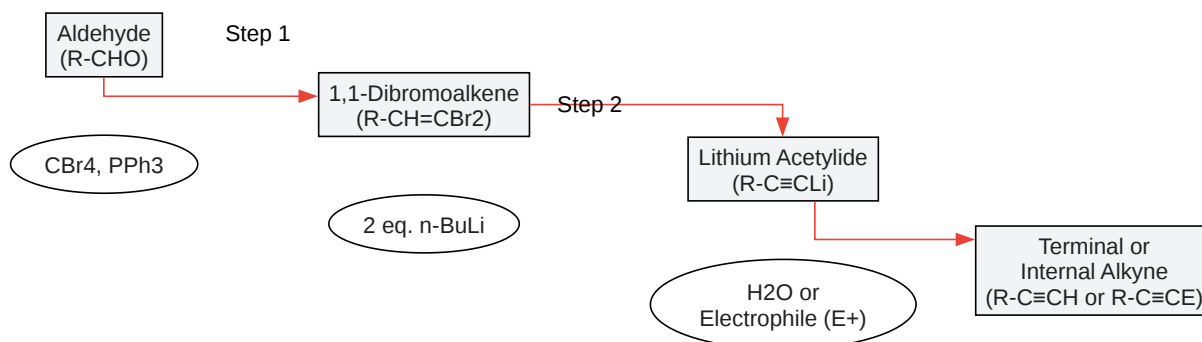 Aldehyde
(R-CHO)
Step 1
1,1-Dibromoalkene
(R-CH=CBr2)
Step 2
CBr4, PPh3
Lithium Acetylide
(R-C≡CLi)
2 eq. n-BuLi
Terminal or
Internal Alkyne
(R-C≡CH or R-C≡CE)
H2O or
Electrophile (E+)